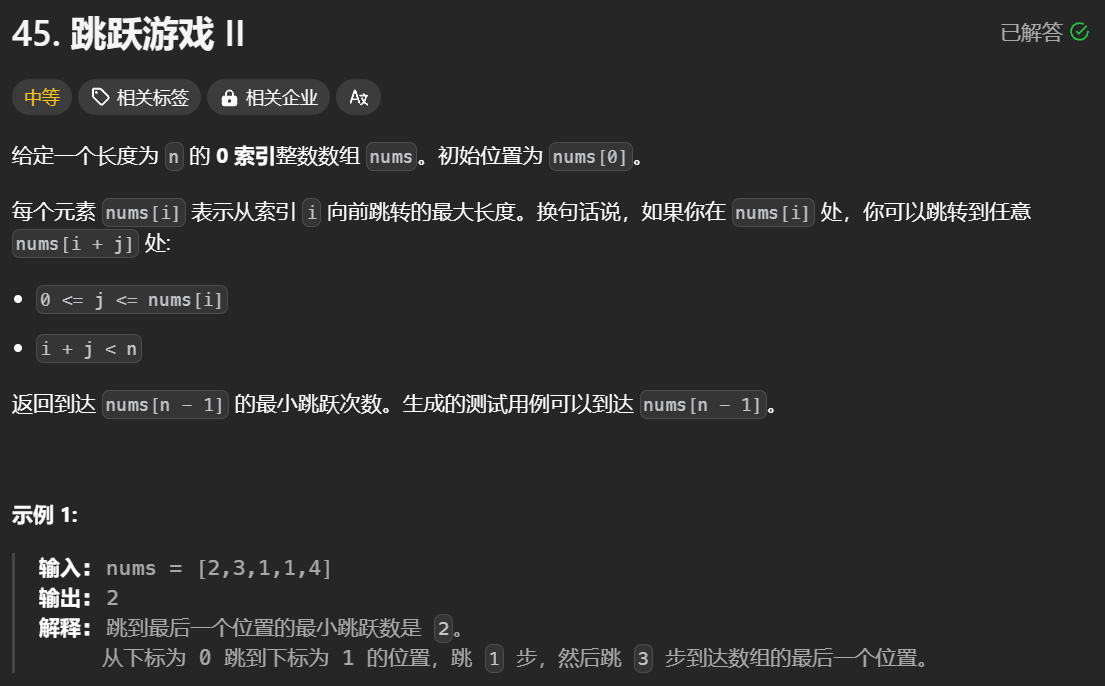 45. 跳跃游戏 II
已解答
中等 相关标签 相关企业 Aあ
给定一个长度为 n 的 0 索引整数数组 nums。初始位置为 nums[0]。
每个元素 nums[i] 表示从索引 i 向前跳转的最大长度。换句话说，如果你在 nums[i] 处，你可以跳转到任意
nums[i + j] 处:
0 <= j <= nums[i]
i + j < n
返回到达 nums[n - 1] 的最小跳跃次数。生成的测试用例可以到达 nums[n - 1]。
示例 1:
输入: nums = [2,3,1,1,4]
输出: 2
解释: 跳到最后一个位置的最小跳跃数是 2。
从下标为 0 跳到下标为 1 的位置，跳 1 步，然后跳 3 步到达数组的最后一个位置。